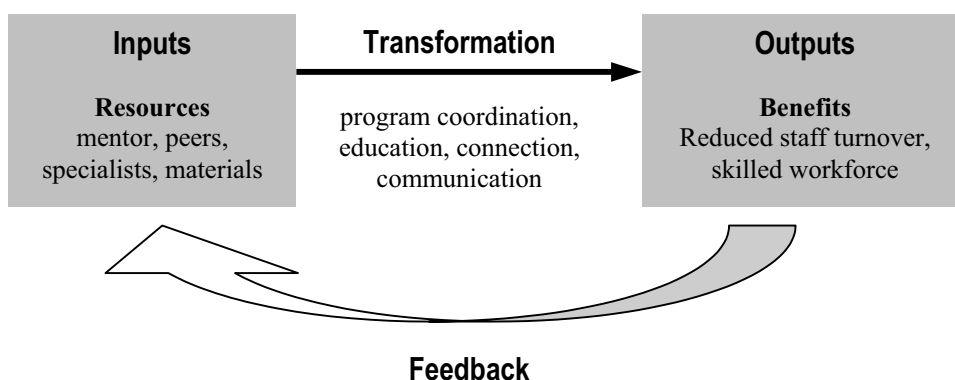 Inputs
Resources
mentor, peers,
specialists, materials
Transformation
program coordination,
education, connection,
communication
Outputs
Benefits
Reduced staff turnover,
skilled workforce
Feedback